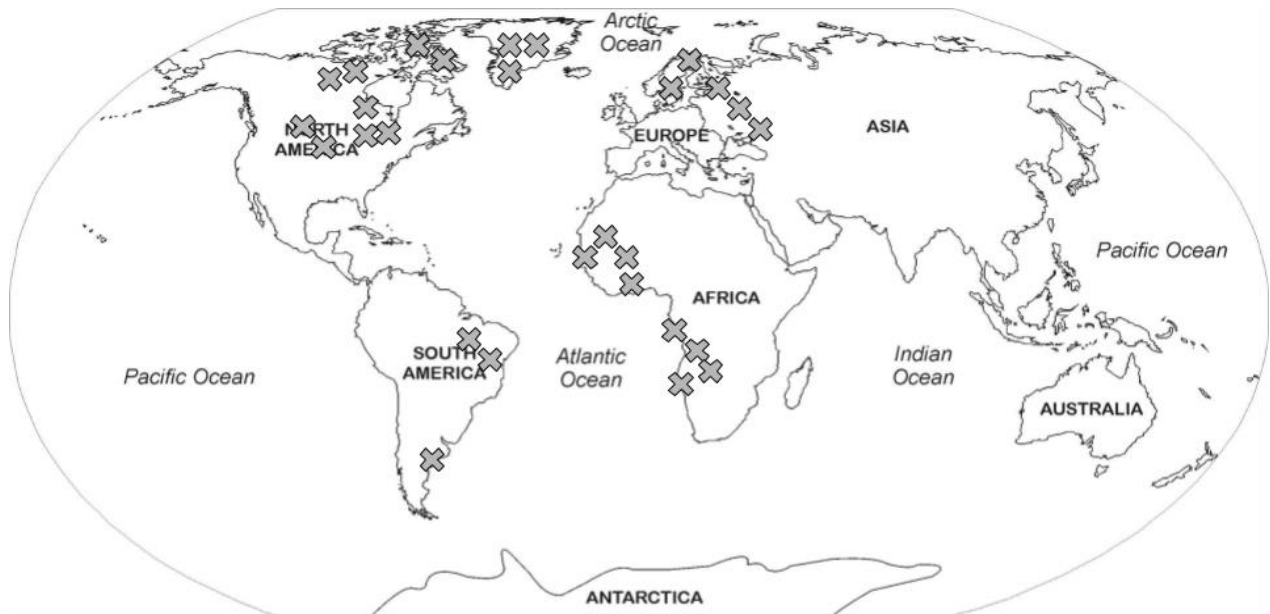 Arctic
Ocean
NORTH
AMERICA
EUROPE
ASIA
Pacific Ocean
AFRICA
SOUTH
AMERICA
Atlantic
Ocean
Indian
Ocean
Pacific Ocean
AUSTRALIA
ANTARCTICA